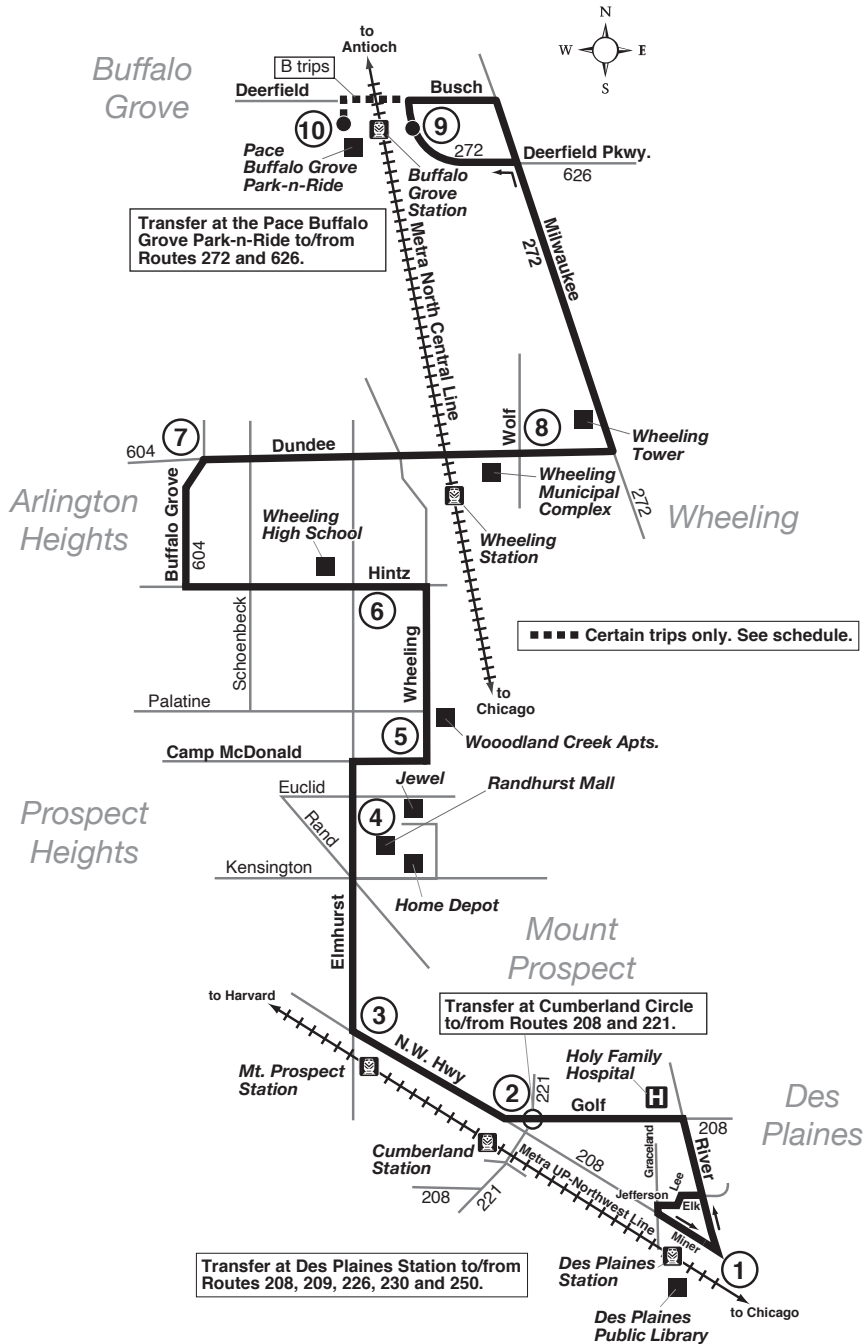 N
W
E
S
to
Antioch
Buffalo
Grove
B trips
Deerfield
Busch
10
9
Pace
Buffalo Grove
Park-n-Ride
272
Deerfield Pkwy.
626
Buffalo
Grove
Station
Transfer at the Pace Buffalo
Grove Park-n-Ride to/from
Routes 272 and 626.
Metra North Central Line
Milwaukee
272
7
604
Dundee
Wolf
8
Wheeling
Tower
Wheeling
Municipal
Complex
272
Wheeling
Arlington
Heights
Buffalo Grove
604
Wheeling
High School
Wheeling
Station
Hintz
6
Schoenbeck
Wheeling
Certain trips only. See schedule.
Palatine
to
Chicago
5
Wooodland Creek Apts.
Camp McDonald
Jewel
Randhurst Mall
Euclid
Prospect
Heights
Rand
4
Kensington
Home Depot
Elmhurst
Mount
Prospect
to Harvard
3
Transfer at Cumberland Circle
to/from Routes 208 and 221.
N.W. Hwy
Mt. Prospect
Station
2
221
Golf
Holy Family
Hospital
H
208
Des
Plaines
River
Cumberland
Station
208
221
208
Metra UP-Northwest Line
Graceland
Jefferson
Lee
Elk
Miner
1
Transfer at Des Plaines Station to/from
Routes 208, 209, 226, 230 and 250.
Des Plaines
Station
to Chicago
Des Plaines
Public Library